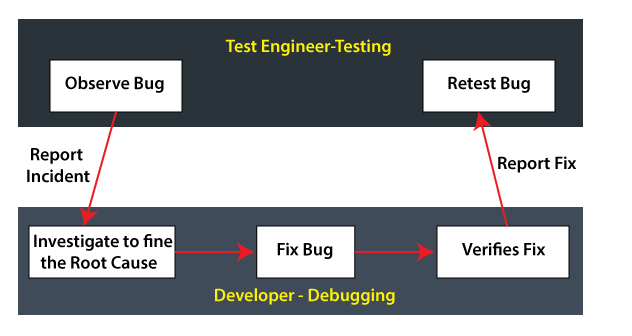 Test Engineer-Testing
Observe Bug
Retest Bug
Report
Incident
Report Fix
Investigate to fine
the Root Cause
Fix Bug
Verifies Fix
Developer - Debugging